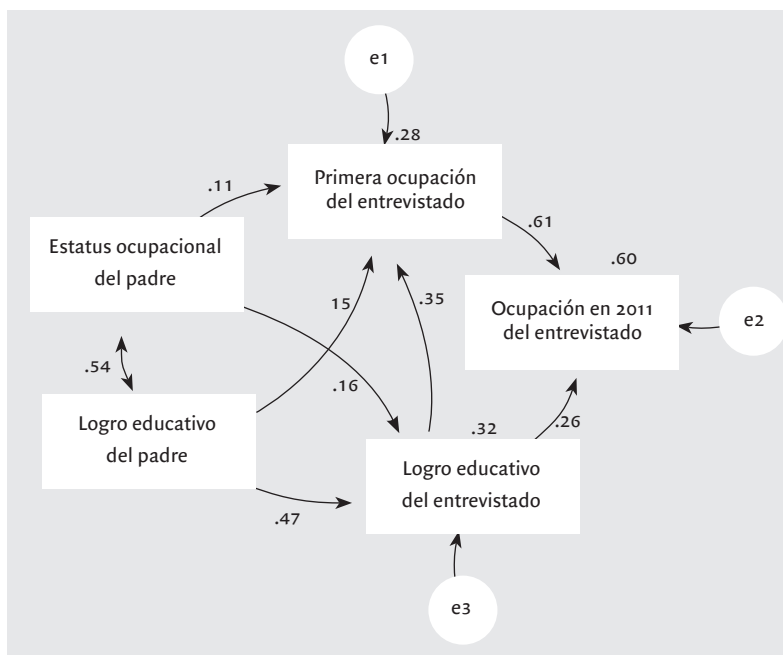 e1
.28
Primera ocupación
del entrevistado
.11
.61
Estatus ocupacional
del padre
.60
15
.35
Ocupación en 2011
del entrevistado
e2
.54
.16
Logro educativo
del padre
.32
.26
Logro educativo
del entrevistado
.47
e3